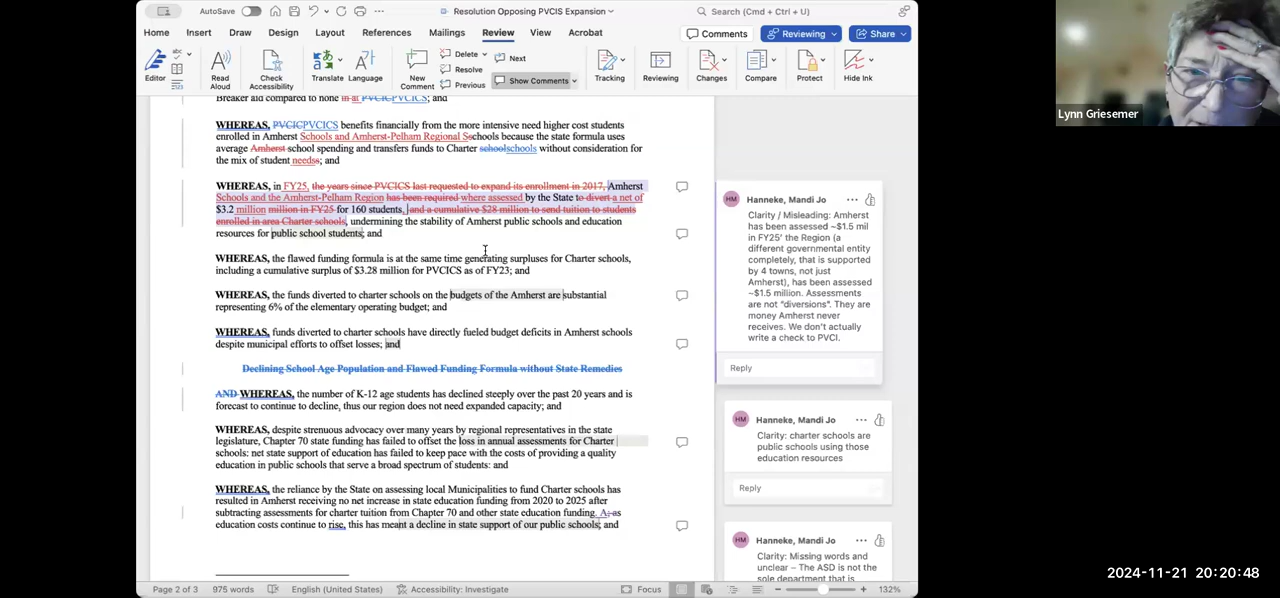 AutoSave
Resolution Opposing PVCIS Expansion
Search (Cmd + Ctrl + U)
Home Insert Draw Design Layout References Mailings Review View Acrobat
Comments Reviewing Share
Editor
Read Aloud
Check Accessibility
Translate Language
New Comment
Delete
Resolve
Previous
Next
Show Comments
Tracking
Reviewing
Changes
Compare
Protect
Hide Ink
Breaker aid compared to none in at PVCICPVCICS; and
WHEREAS, PVCICPVCICS benefits financially from the more intensive need higher cost students
enrolled in Amherst Schools and Amherst-Pelham Regional Sschools because the state formula uses
average Amherst school spending and transfers funds to Charter schoolschools without consideration for
the mix of student needss; and
WHEREAS, in FY25, the years since PVCICS last requested to expand its enrollment in 2017, Amherst
Schools and the Amherst-Pelham Region has been required where assessed by the State to divert a net of
$3.2 million million in FY25 for 160 students, and a cumulative $28 million to send tuition to students
enrolled in area Charter schools, undermining the stability of Amherst public schools and education
resources for public school students; and
WHEREAS, the flawed funding formula is at the same time generating surpluses for Charter schools,
including a cumulative surplus of $3.28 million for PVCICS as of FY23; and
WHEREAS, the funds diverted to charter schools on the budgets of the Amherst are substantial
representing 6% of the elementary operating budget; and
WHEREAS, funds diverted to charter schools have directly fueled budget deficits in Amherst schools
despite municipal efforts to offset losses; and
Declining School Age Population and Flawed Funding Formula without State Remedies
AND WHEREAS, the number of K-12 age students has declined steeply over the past 20 years and is
forecast to continue to decline, thus our region does not need expanded capacity; and
WHEREAS, despite strenuous advocacy over many years by regional representatives in the state
legislature, Chapter 70 state funding has failed to offset the loss in annual assessments for Charter
schools: net state support of education has failed to keep pace with the costs of providing a quality
education in public schools that serve a broad spectrum of students: and
WHEREAS, the reliance by the State on assessing local Municipalities to fund Charter schools has
resulted in Amherst receiving no net increase in state education funding from 2020 to 2025 after
subtracting assessments for charter tuition from Chapter 70 and other state education funding. A; as
education costs continue to rise, this has meant a decline in state support of our public schools; and
HM Hanneke, Mandi Jo
Clarity / Misleading: Amherst
has been assessed ~$1.5 mil
in FY25' the Region (a
different governmental entity
completely, that is supported
by 4 towns, not just
Amherst), has been assessed
~$1.5 million. Assessments
are not "diversions". They are
money Amherst never
receives. We don't actually
write a check to PVCI.
Reply
HM Hanneke, Mandi Jo
Clarity: charter schools are
public schools using those
education resources
Reply
HM Hanneke, Mandi Jo
Clarity: Missing words and
unclear – The ASD is not the
sole department that is
Page 2 of 3 975 words English (United States) Accessibility: Investigate Focus 132%
Lynn Griesemer
2024-11-21 20:20:48